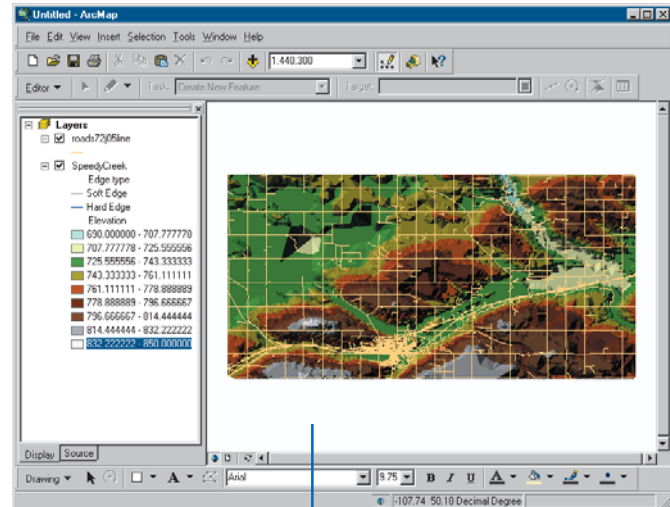 Untitled - ArcMap
File Edit View Insert Selection Tools Window Help
1:440,300
Editor Task: Create New Feature Target:
Layers
roads72j05line
SpeedyCreek
Edge type
Soft Edge
Hard Edge
Elevation
690.000000 - 707.777778
707.777778 - 725.555556
725.555556 - 743.333333
743.333333 - 761.111111
761.111111 - 778.888889
778.888889 - 796.666667
796.666667 - 814.444444
814.444444 - 832.222222
832.222222 - 850.000000
Display Source
Drawing A Arial 9.75 B I U A
-107.74 50.18 Decimal Degree